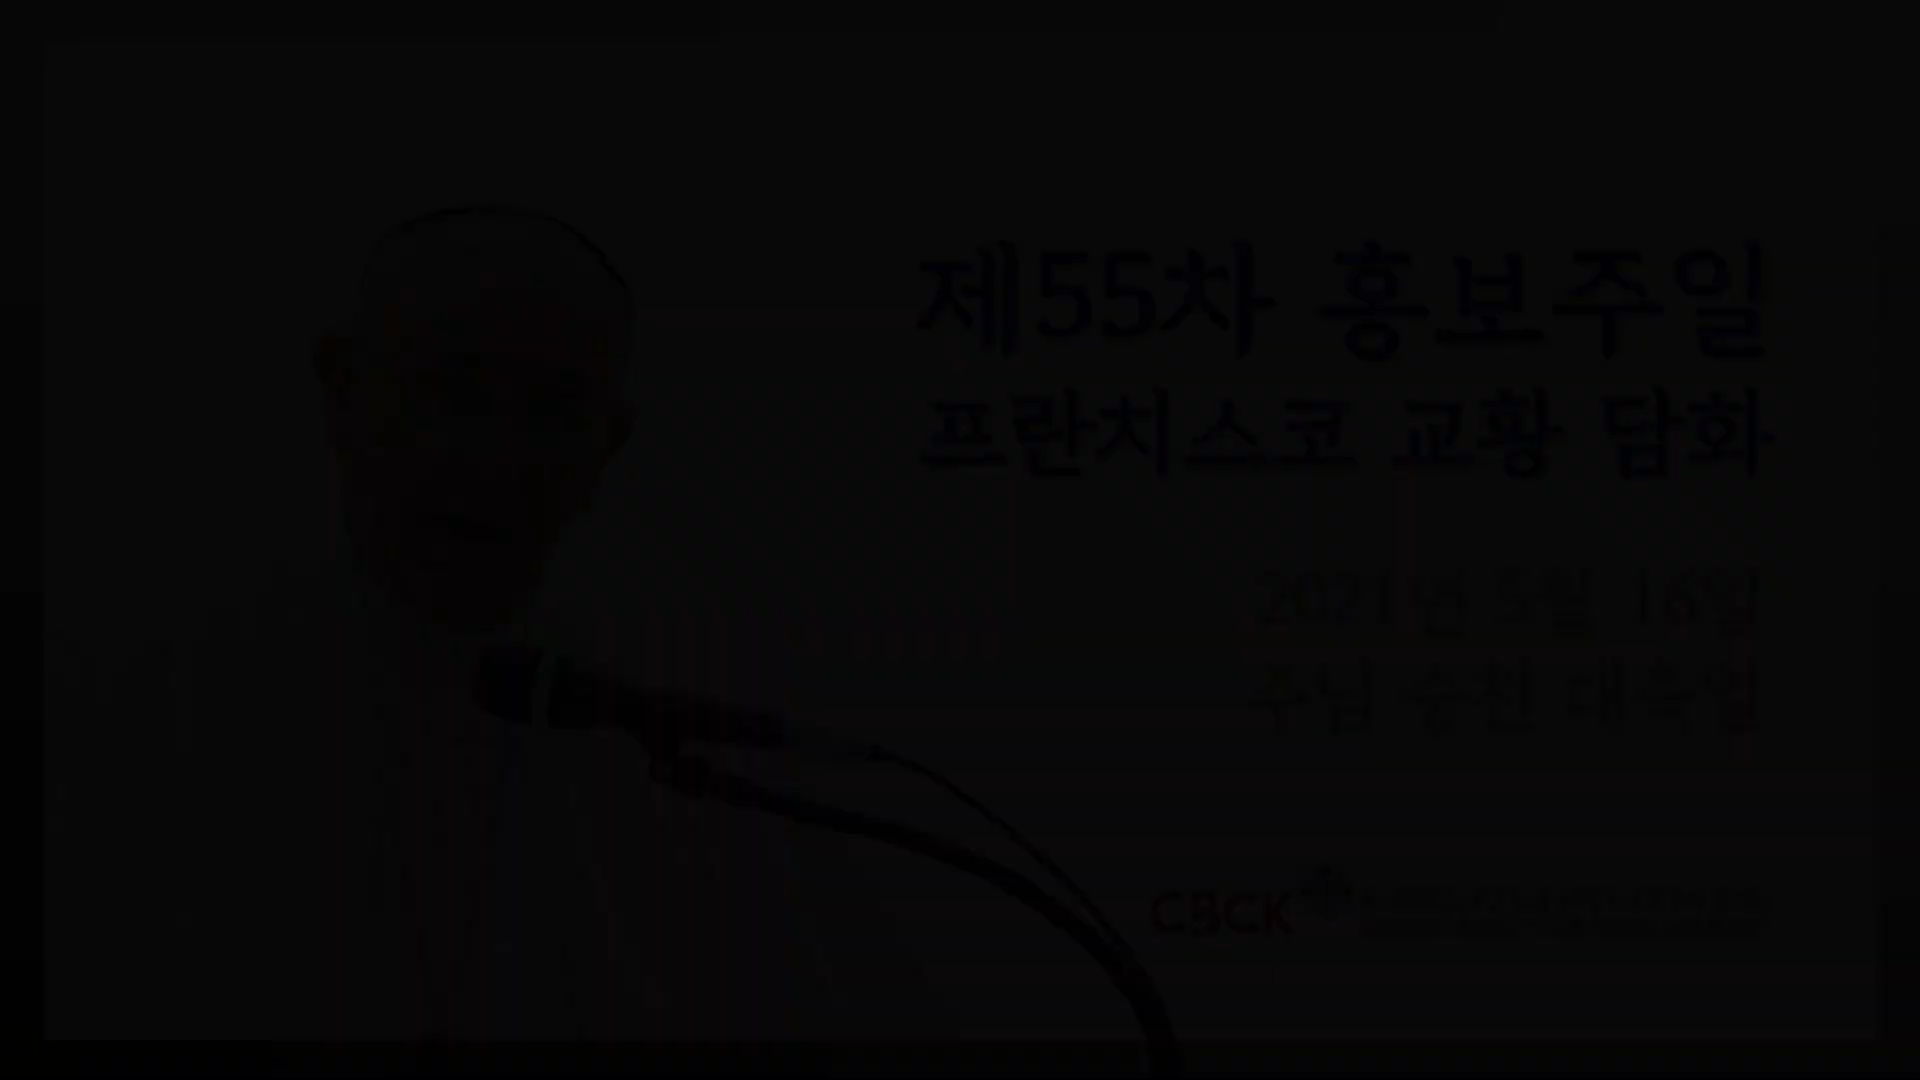 제55차 홍보주일
프란치스코 교황 담화
2021년 5월 16일
주님 승천 대축일
CBCK